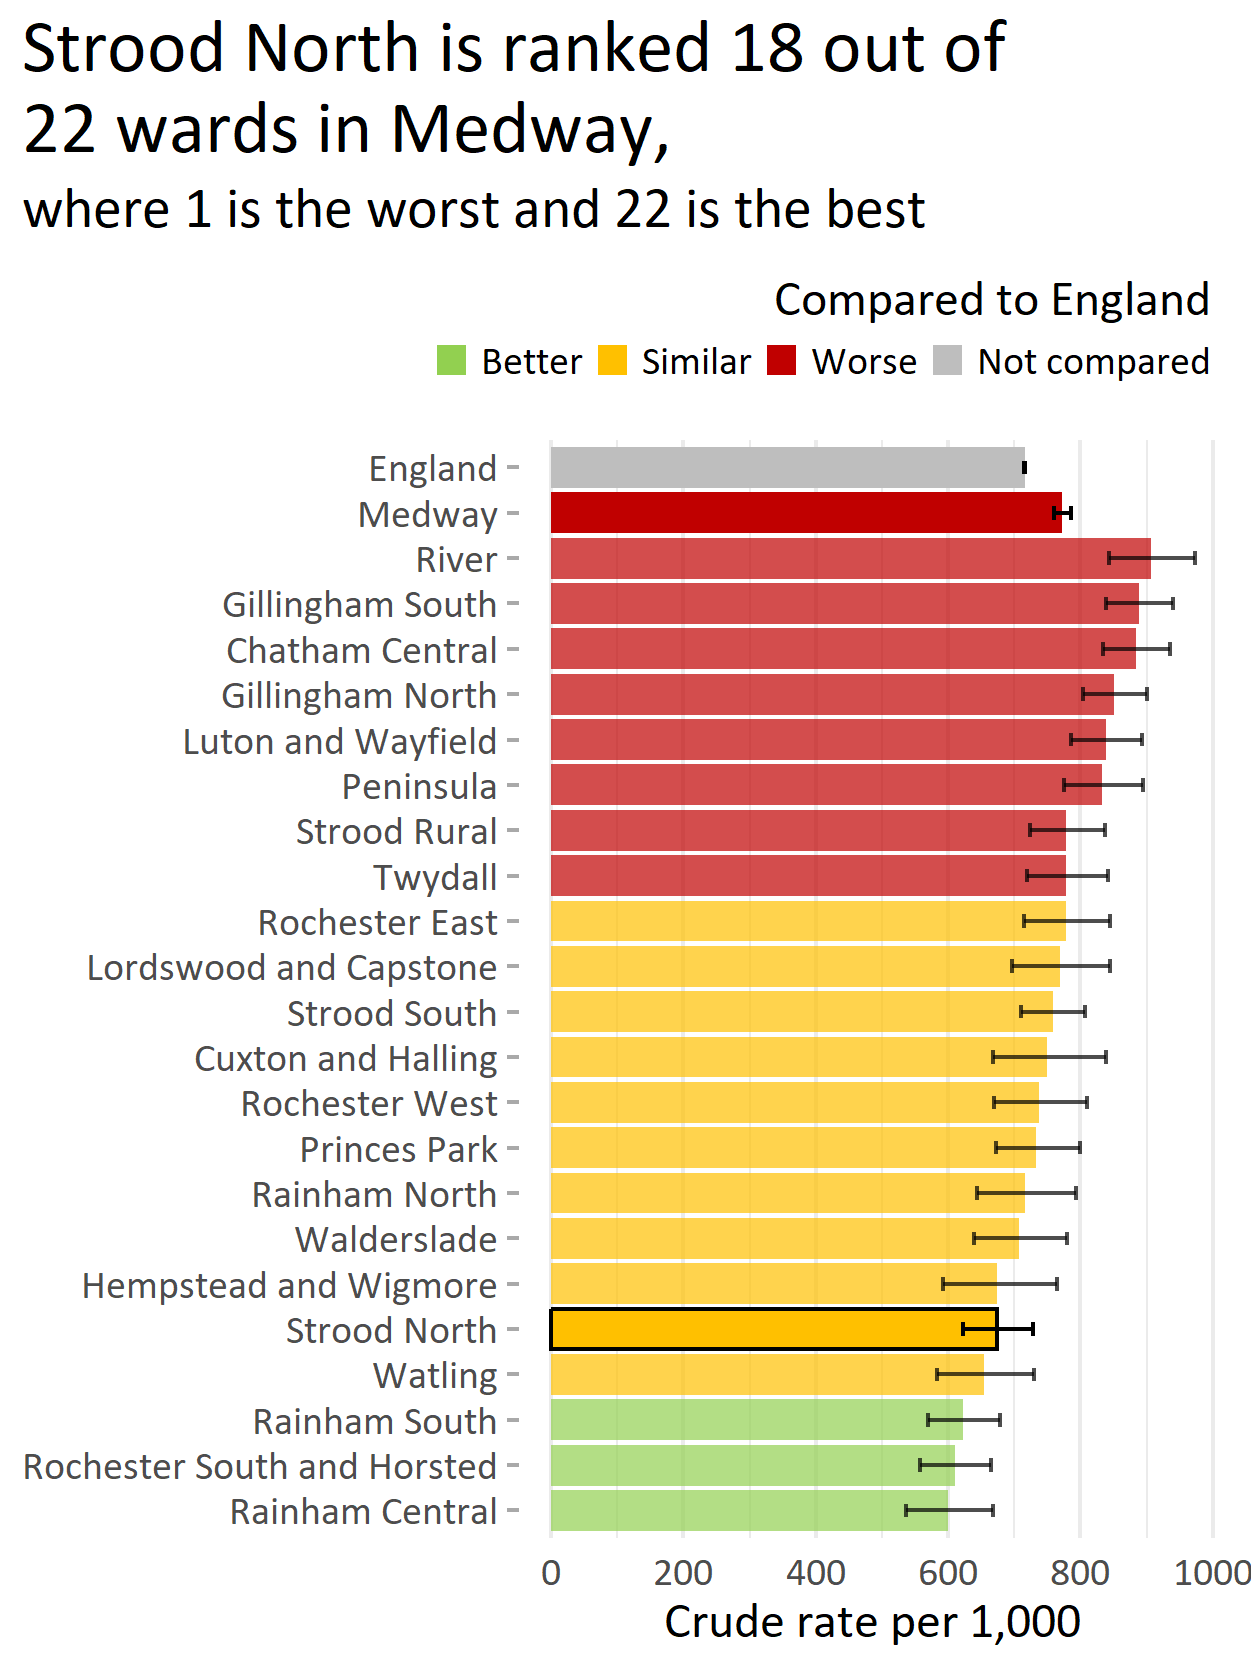 Strood North is ranked 18 out of
22 wards in Medway,
where 1 is the worst and 22 is the best
Compared to England
Better Similar Worse Not compared
England
Medway
River
Gillingham South
Chatham Central
Gillingham North
Luton and Wayfield
Peninsula
Strood Rural
Twydall
Rochester East
Lordswood and Capstone
Strood South
Cuxton and Halling
Rochester West
Princes Park
Rainham North
Walderslade
Hempstead and Wigmore
Strood North
Watling
Rainham South
Rochester South and Horsted
Rainham Central
0 200 400 600 800 1000
Crude rate per 1,000